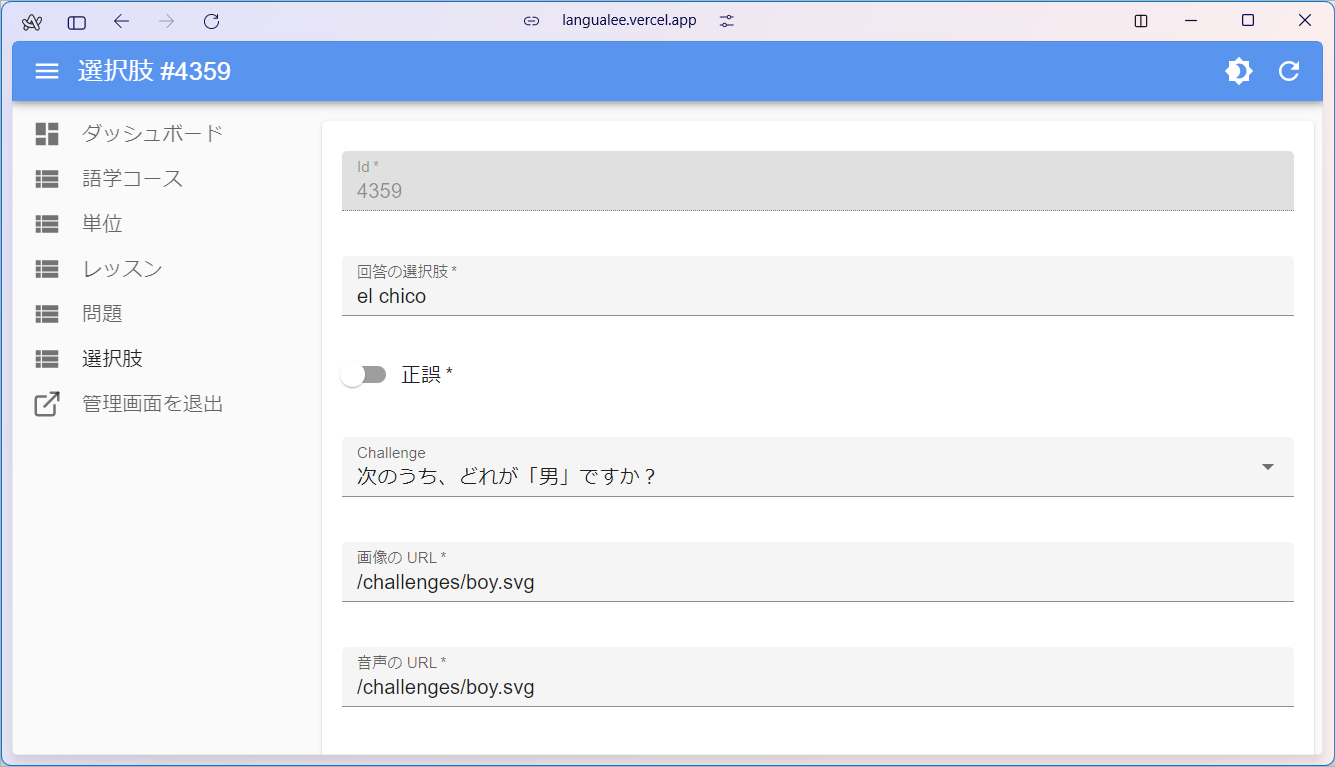 langualee.vercel.app
選択肢 #4359
ダッシュボード
語学コース
単位
レッスン
問題
選択肢
管理画面を退出
Id *
4359
回答の選択肢 *
el chico
正誤 *
Challenge
次のうち、どれが「男」ですか？
画像の URL *
/challenges/boy.svg
音声の URL *
/challenges/boy.svg